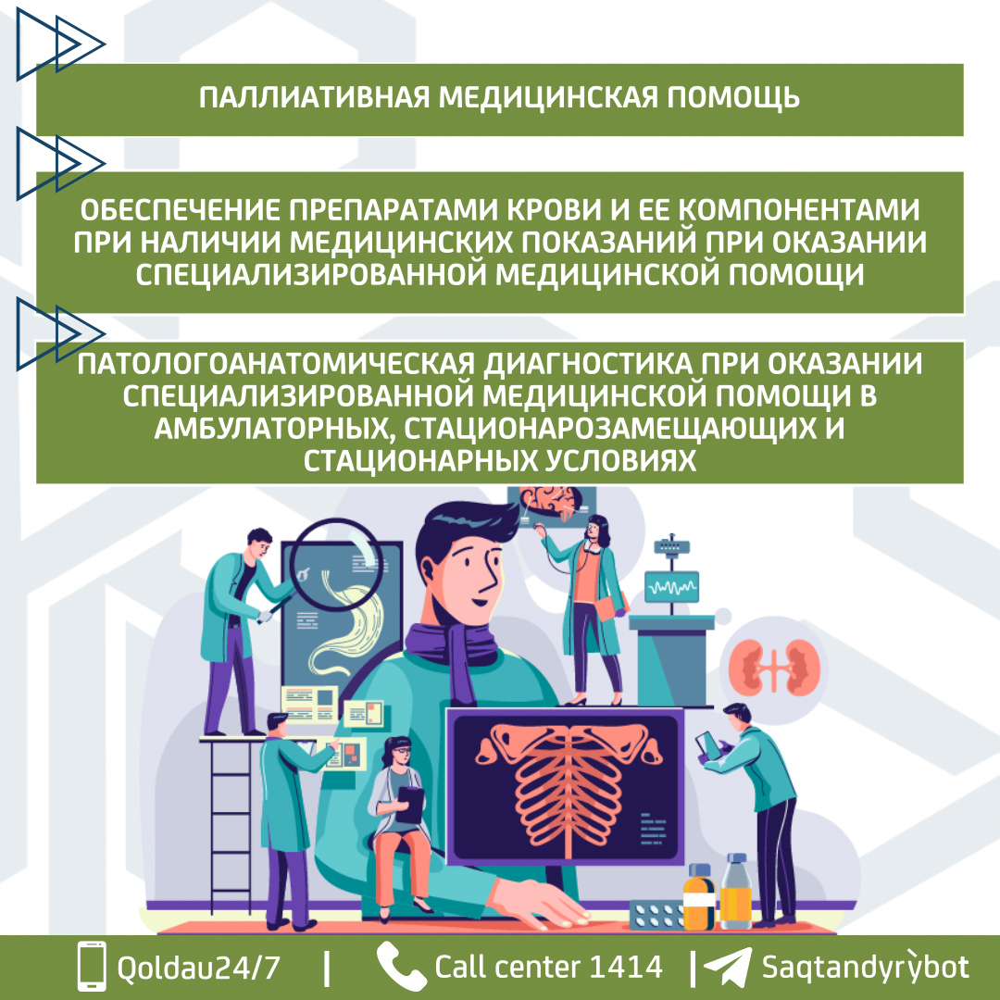 ПАЛЛИАТИВНАЯ МЕДИЦИНСКАЯ ПОМОЩЬ
ОБЕСПЕЧЕНИЕ ПРЕПАРАТАМИ КРОВИ И ЕЕ КОМПОНЕНТАМИ
ПРИ НАЛИЧИИ МЕДИЦИНСКИХ ПОКАЗАНИЙ ПРИ ОКАЗАНИИ
СПЕЦИАЛИЗИРОВАННОЙ МЕДИЦИНСКОЙ ПОМОЩИ
ПАТОЛОГОАНАТОМИЧЕСКАЯ ДИАГНОСТИКА ПРИ ОКАЗАНИИ
СПЕЦИАЛИЗИРОВАННОЙ МЕДИЦИНСКОЙ ПОМОЩИ В
АМБУЛАТОРНЫХ, СТАЦИОНАРОЗАМЕЩАЮЩИХ И
СТАЦИОНАРНЫХ УСЛОВИЯХ
Qoldau24/7 | Call center 1414 | Saqtandyrỳbot